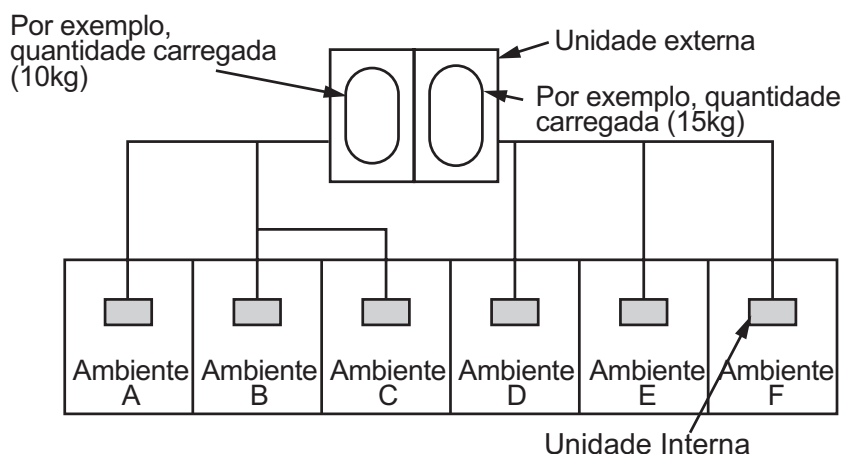 Por exemplo,
quantidade carregada
(10kg)
Unidade externa
Por exemplo, quantidade
carregada (15kg)
Ambiente
A
Ambiente
B
Ambiente
C
Ambiente
D
Ambiente
E
Ambiente
F
Unidade Interna